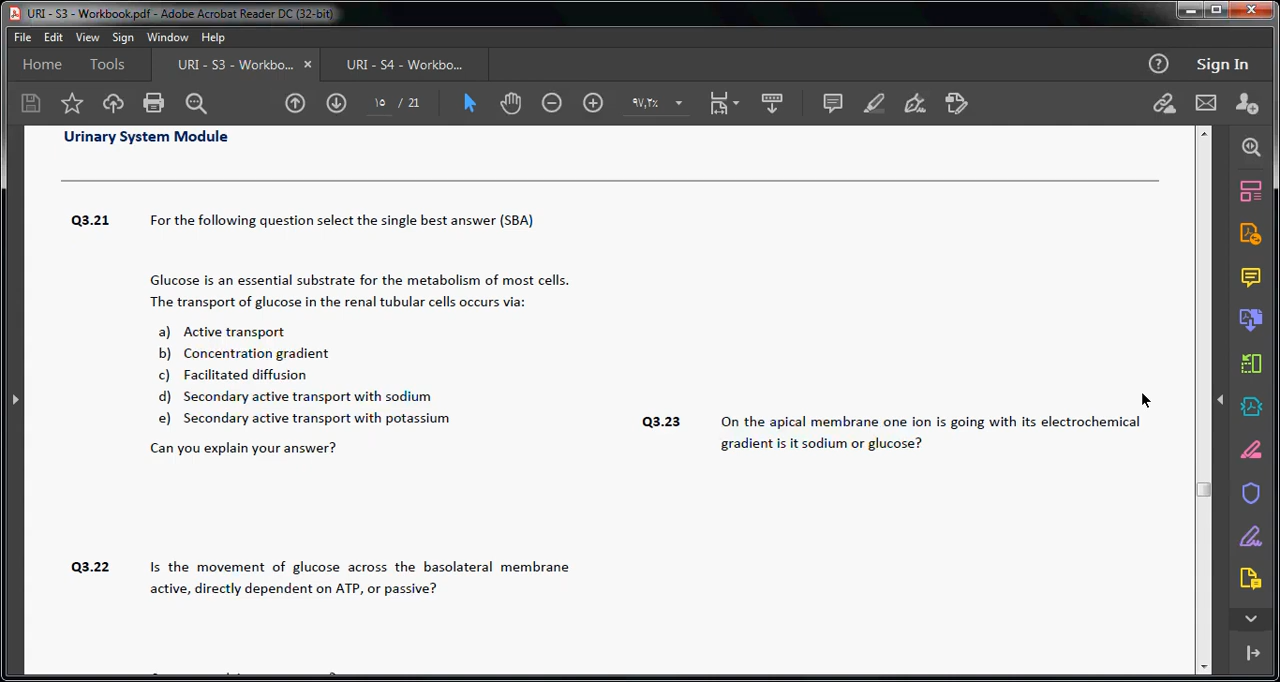 URI - S3 - Workbook.pdf - Adobe Acrobat Reader DC (32-bit)
File Edit View Sign Window Help
Home Tools URI - S3 - Workbo... × URI - S4 - Workbo... Sign In
١٥ / 21 ٩٧,٢٪
Urinary System Module
Q3.21 For the following question select the single best answer (SBA)
Glucose is an essential substrate for the metabolism of most cells.
The transport of glucose in the renal tubular cells occurs via:
a) Active transport
b) Concentration gradient
c) Facilitated diffusion
d) Secondary active transport with sodium
e) Secondary active transport with potassium
Can you explain your answer?
Q3.22 Is the movement of glucose across the basolateral membrane
active, directly dependent on ATP, or passive?
Q3.23 On the apical membrane one ion is going with its electrochemical
gradient is it sodium or glucose?